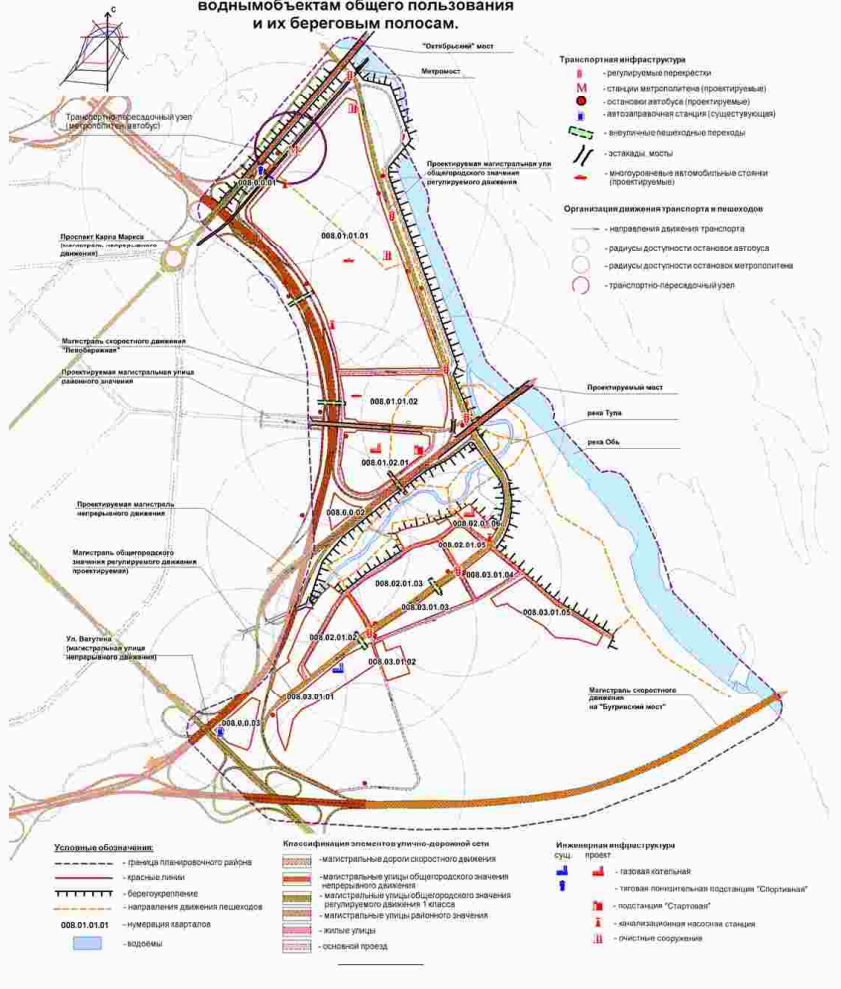 воднымобъектам общего пользования
и их береговым полосам.
С
"Октябрьский" мост
Метромост
Транспортно-пересадочный узел
(метрополитен, автобус)
Проектируемая магистральная ули
общегородского значения
регулируемого движения
Проспект Карла Маркса
(магистраль непрерывного
движения)
Магистраль скоростного движения
"Левобережная"
Проектируемая магистральная улица
районного значения
Проектируемый мост
река Тула
река Обь
Проектируемая магистраль
непрерывного движения
Магистраль общегородского
значения регулируемого движения
проектируемая)
Ул. Ватутина
(магистральная улица
непрерывного движения)
Магистраль скоростного
движения
на "Бугринский мост"
008.0.0.01
008.01.01.01
008.01.01.02
008.01.02.01
008.0.0.02
008.02.01.06
008.02.01.05
008.02.01.03
008.03.01.04
008.03.01.03
008.03.01.05
008.02.01.02
008.03.01.02
008.03.01.01
008.0.0.03
Транспортная инфраструктура
- регулируемые перекрёстки
М - станции метрополитена (проектируемые)
- остановки автобуса (проектируемые)
- автозаправочная станция (существующая)
- внеуличные пешеходные переходы
- эстакады, мосты
- многоуровневые автомобильные стоянки
(проектируемые)
Организация движения транспорта и пешеходов
- направления движения транспорта
- радиусы доступности остановок автобуса
- радиусы доступности остановок метрополитена
- транспортно-пересадочный узел
Условные обозначения:
- граница планировочного района
- красные линии
- берегоукрепление
- направления движения пешеходов
008.01.01.01 - нумерация кварталов
- водоёмы
Классификация элементов улично-дорожной сети
- магистральные дороги скоростного движения
- магистральные улицы общегородского значения
непрерывного движения
- магистральные улицы общегородского значения
регулируемого движения 1 класса
- магистральные улицы районного значения
- жилые улицы
- основной проезд
Инженерная инфраструктура
сущ. проект
- газовая котельная
- тяговая понизительная подстанция "Спортивная"
- подстанция "Стартовая"
- канализационная насосная станция
- очистные сооружения